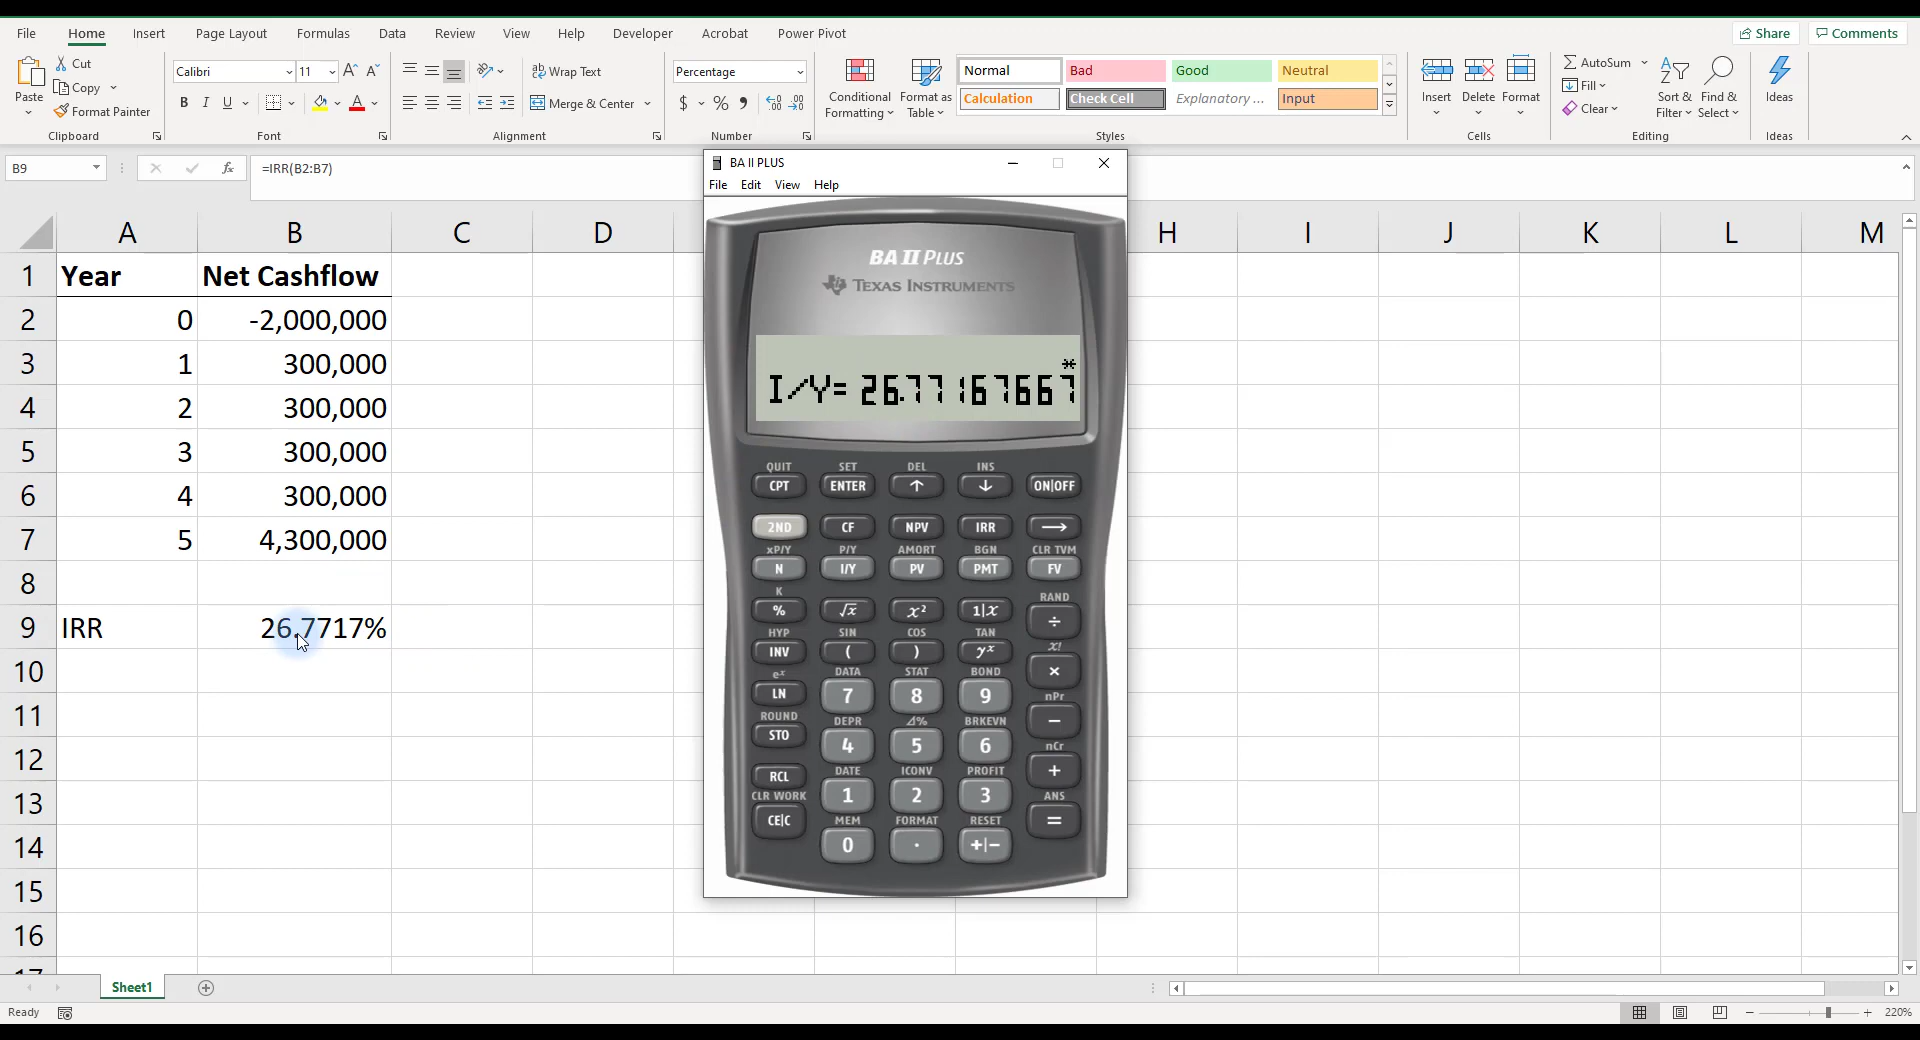 File Home Insert Page Layout Formulas Data Review View Help Developer Acrobat Power Pivot Share Comments
Paste Cut Copy Format Painter Clipboard
Calibri 11 B I U A Font
Wrap Text Merge & Center Alignment
Percentage $ % Number
Conditional Formatting Format as Table
Normal Bad Good Neutral
Calculation Check Cell Explanatory ... Input
Styles
Insert Delete Format Cells
AutoSum Fill Clear Sort & Filter Find & Select Editing
Ideas Ideas
B9 fx =IRR(B2:B7)
A B C D H I J K L M
1 Year Net Cashflow
2 0 -2,000,000
3 1 300,000
4 2 300,000
5 3 300,000
6 4 300,000
7 5 4,300,000
8
9 IRR 26.7717%
10
11
12
13
14
15
16
17
BA II PLUS
File Edit View Help
BA II PLUS
TEXAS INSTRUMENTS
*
I/Y= 26.77167667
QUIT SET DEL INS
CPT ENTER ↑ ↓ ON|OFF
2ND CF NPV IRR →
xP/Y P/Y AMORT BGN CLR TVM
N I/Y PV PMT FV
K RAND
% √x x² 1|x ÷
HYP SIN COS TAN x!
INV ( ) yˣ ×
eˣ DATA STAT BOND nPr
LN 7 8 9 −
ROUND DEPR Δ% BRKEVN nCr
STO 4 5 6 +
DATE ICONV PROFIT
RCL 1 2 3
CLR WORK ANS
CE|C =
MEM FORMAT RESET
0 . +|−
Sheet1
Ready 220%